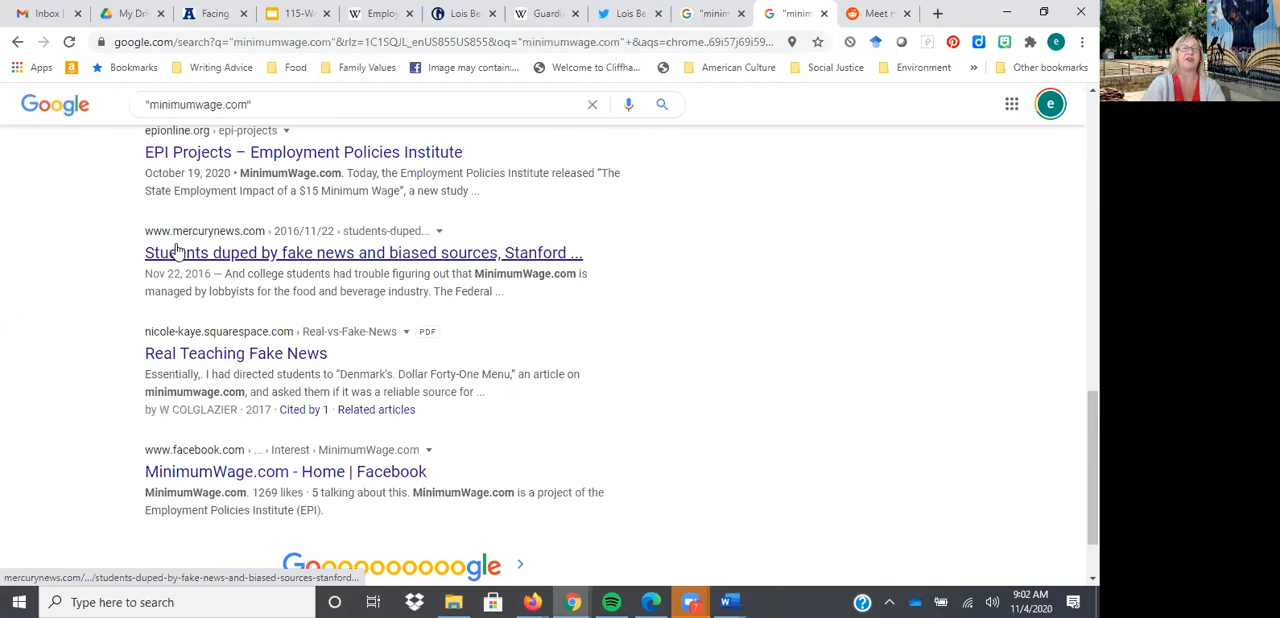 Inbox (
My Driv
Facing
115-W
Employ
Lois Be
Guardia
Lois Be
"minim
"minim
Meet m
google.com/search?q="minimumwage.com"&rlz=1C1SQJL_enUS855US855&oq="minimumwage.com"+&aqs=chrome..69i57j69i59...
Apps
Bookmarks
Writing Advice
Food
Family Values
Image may
Welcome to Cliffha...
American Culture
Social Justice
Environment
»
Other bookmarks
Google
"minimumwage.com"
e
epionline.org › epi-projects
EPI Projects – Employment Policies Institute
October 19, 2020 • MinimumWage.com. Today, the Employment Policies Institute released "The
State Employment Impact of a $15 Minimum Wage", a new study ...
www.mercurynews.com › 2016/11/22 › students-duped...
Students duped by fake news and biased sources, Stanford ...
Nov 22, 2016 — And college students had trouble figuring out that MinimumWage.com is
managed by lobbyists for the food and beverage industry. The Federal ...
nicole-kaye.squarespace.com › Real-vs-Fake-News PDF
Real Teaching Fake News
Essentially,. I had directed students to "Denmark's. Dollar Forty-One Menu," an article on
minimumwage.com, and asked them if it was a reliable source for ...
by W COLGLAZIER · 2017 · Cited by 1 · Related articles
www.facebook.com › ... › Interest › MinimumWage.com
MinimumWage.com - Home | Facebook
MinimumWage.com. 1269 likes · 5 talking about this. MinimumWage.com is a project of the
Employment Policies Institute (EPI).
Goooooooooogle
mercurynews.com/.../students-duped-by-fake-news-and-biased-sources-stanford...
Type here to search
9:02 AM
11/4/2020